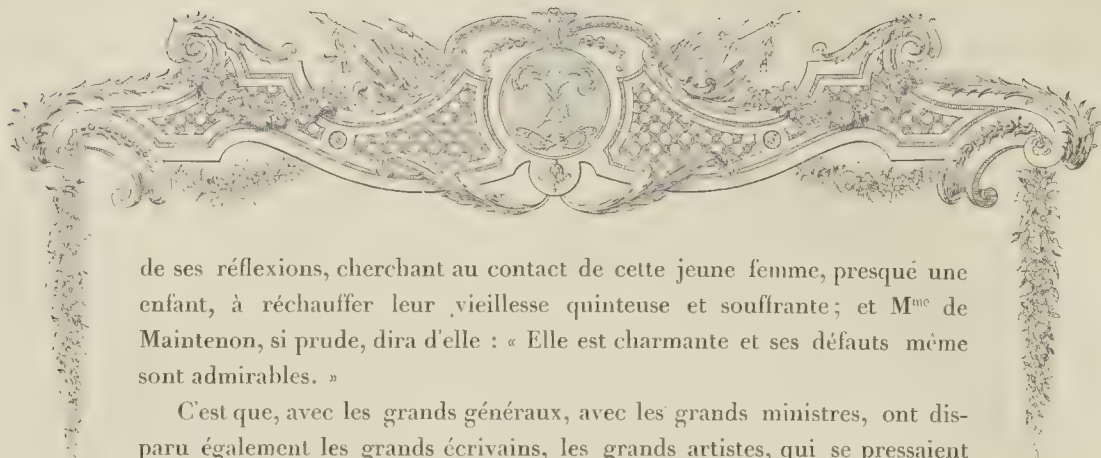 de ses réflexions, cherchant au contact de cette jeune femme, presque une
enfant, à réchauffer leur vieillesse quinteuse et souffrante ; et Mᵐᵉ de
Maintenon, si prude, dira d'elle : « Elle est charmante et ses défauts même
sont admirables. »
C'est que, avec les grands généraux, avec les grands ministres, ont dis-
paru également les grands écrivains, les grands artistes, qui se pressaient